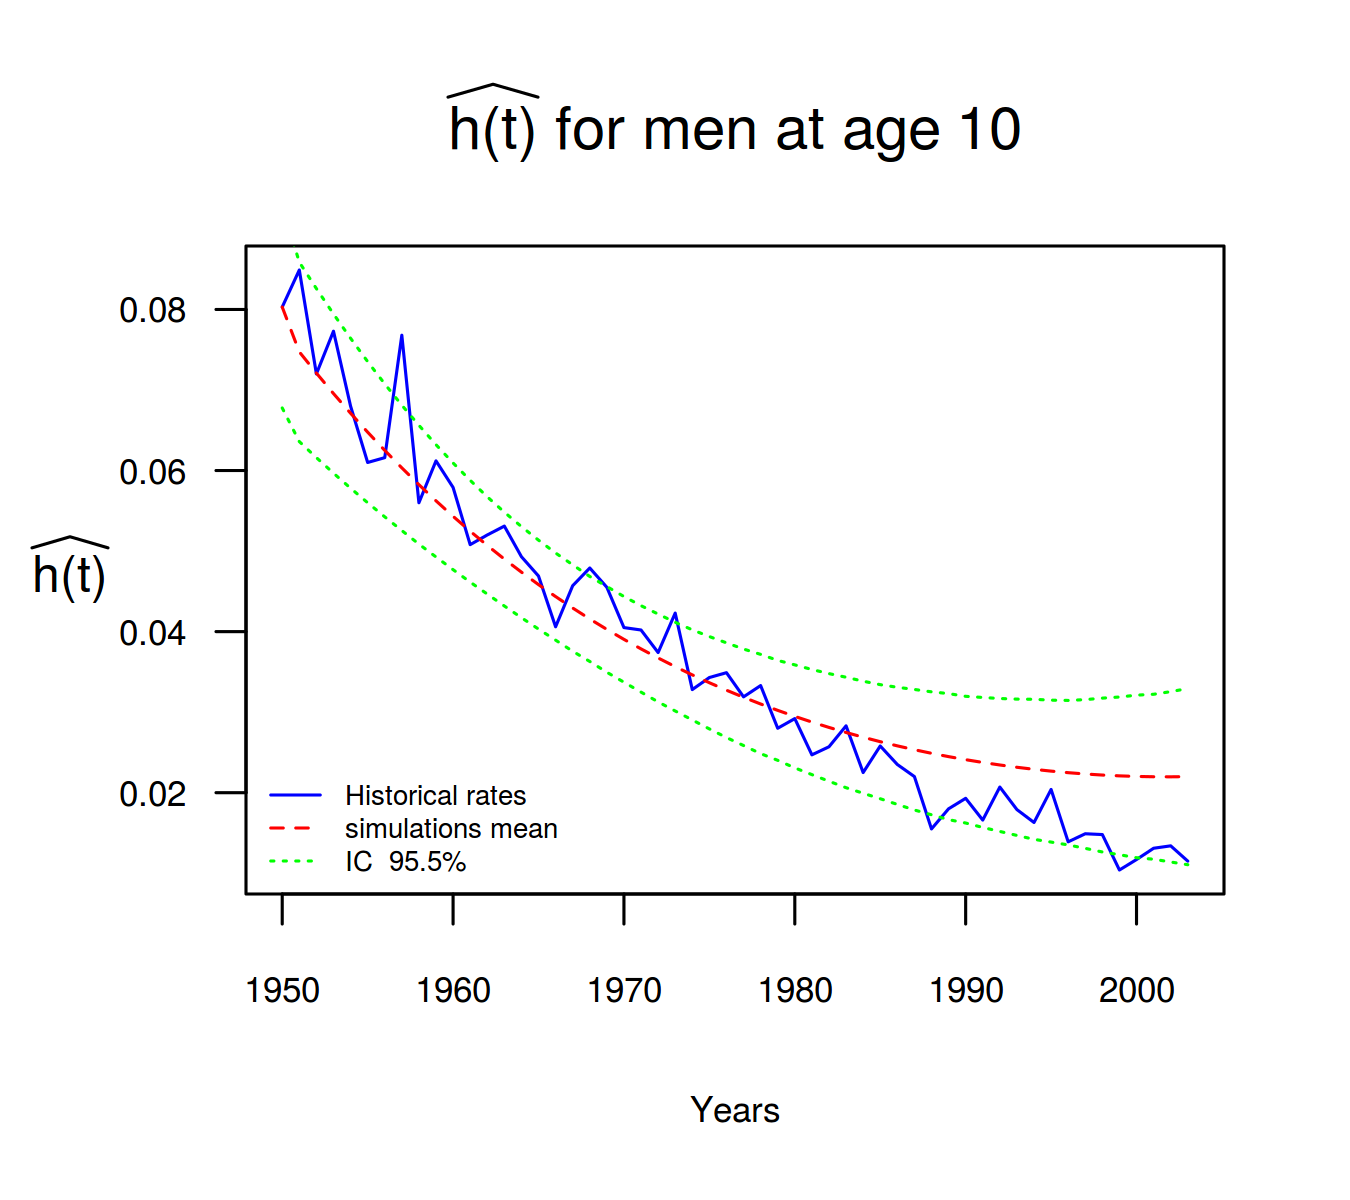 h(t) for men at age 10
0.08
0.06
h(t)
0.04
0.02
Historical rates
simulations mean
IC 95.5%
1950 1960 1970 1980 1990 2000
Years